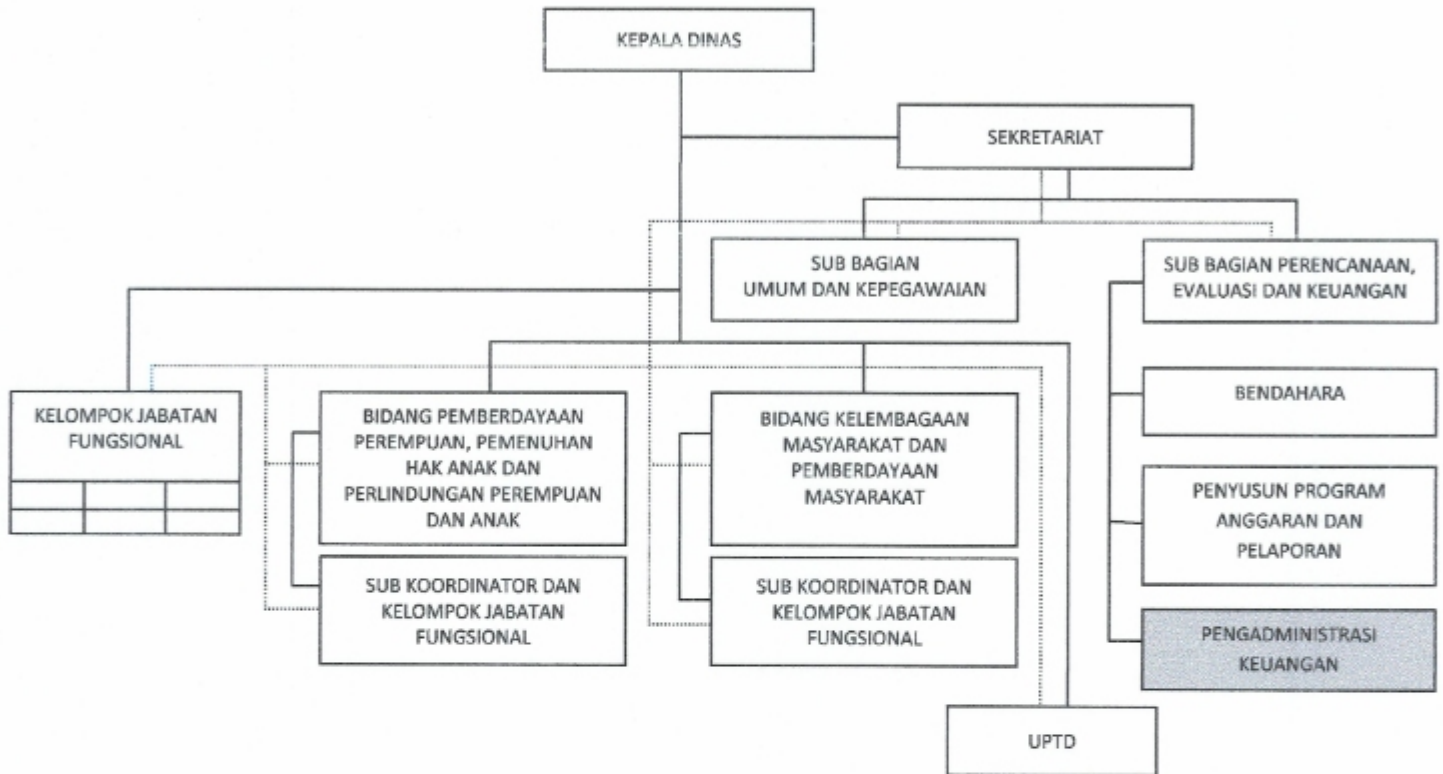 KEPALA DINAS
SEKRETARIAT
SUB BAGIAN
UMUM DAN KEPEGAWAIAN
SUB BAGIAN PERENCANAAN,
EVALUASI DAN KEUANGAN
KELOMPOK JABATAN
FUNGSIONAL
BIDANG PEMBERDAYAAN
PEREMPUAN, PEMENUHAN
HAK ANAK DAN
PERLINDUNGAN PEREMPUAN
DAN ANAK
BIDANG KELEMBAGAAN
MASYARAKAT DAN
PEMBERDAYAAN
MASYARAKAT
BENDAHARA
PENYUSUN PROGRAM
ANGGARAN DAN
PELAPORAN
SUB KOORDINATOR DAN
KELOMPOK JABATAN
FUNGSIONAL
SUB KOORDINATOR DAN
KELOMPOK JABATAN
FUNGSIONAL
PENGADMINISTRASI
KEUANGAN
UPTD